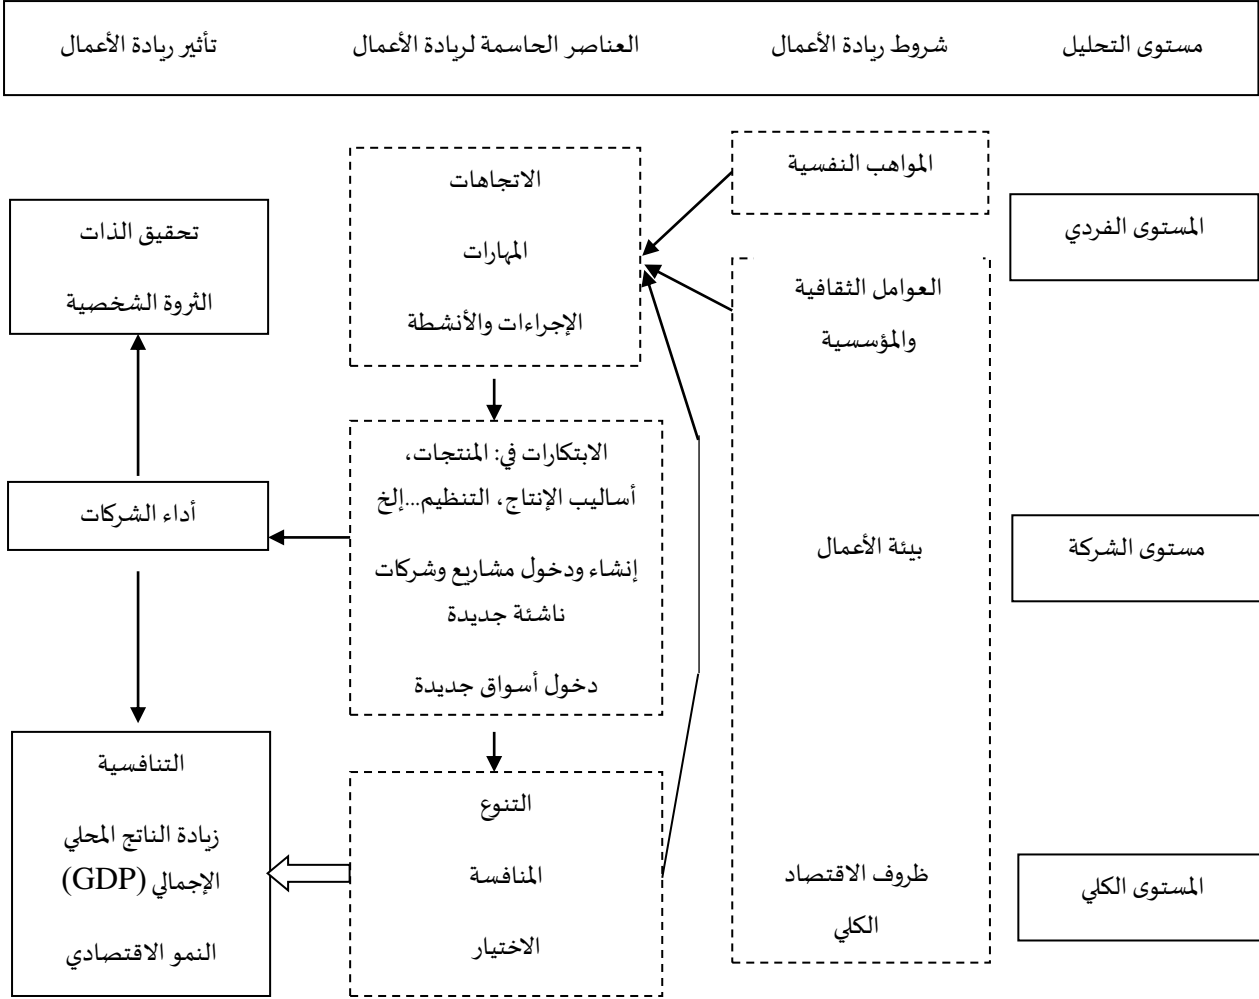 مستوى التحليل
شروط ريادة الأعمال
العناصر الحاسمة لريادة الأعمال
تأثير ريادة الأعمال
المستوى الفردي
المواهب النفسية
العوامل الثقافية
والمؤسسية
الاتجاهات
المهارات
الإجراءات والأنشطة
تحقيق الذات
الثروة الشخصية
مستوى الشركة
بيئة الأعمال
الابتكارات في: المنتجات،
أساليب الإنتاج، التنظيم...إلخ
إنشاء ودخول مشاريع وشركات
ناشئة جديدة
دخول أسواق جديدة
أداء الشركات
المستوى الكلي
ظروف الاقتصاد
الكلي
التنوع
المنافسة
الاختيار
التنافسية
زيادة الناتج المحلي
الإجمالي (GDP)
النمو الاقتصادي